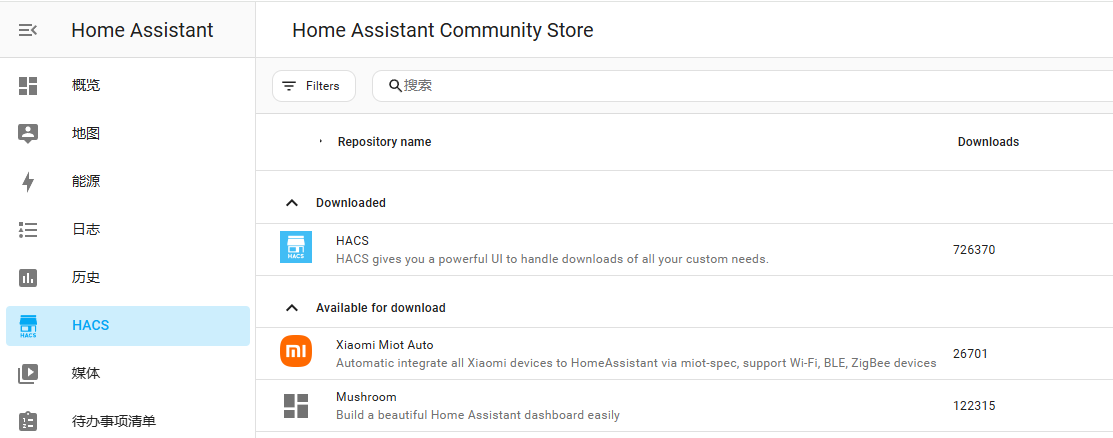 Home Assistant
Home Assistant Community Store
概览
地图
能源
日志
历史
HACS
HACS
媒体
待办事项清单
Filters
搜索
Repository name
Downloads
Downloaded
HACS
HACS
HACS gives you a powerful UI to handle downloads of all your custom needs.
726370
Available for download
Xiaomi Miot Auto
Automatic integrate all Xiaomi devices to HomeAssistant via miot-spec, support Wi-Fi, BLE, ZigBee devices
26701
Mushroom
Build a beautiful Home Assistant dashboard easily
122315